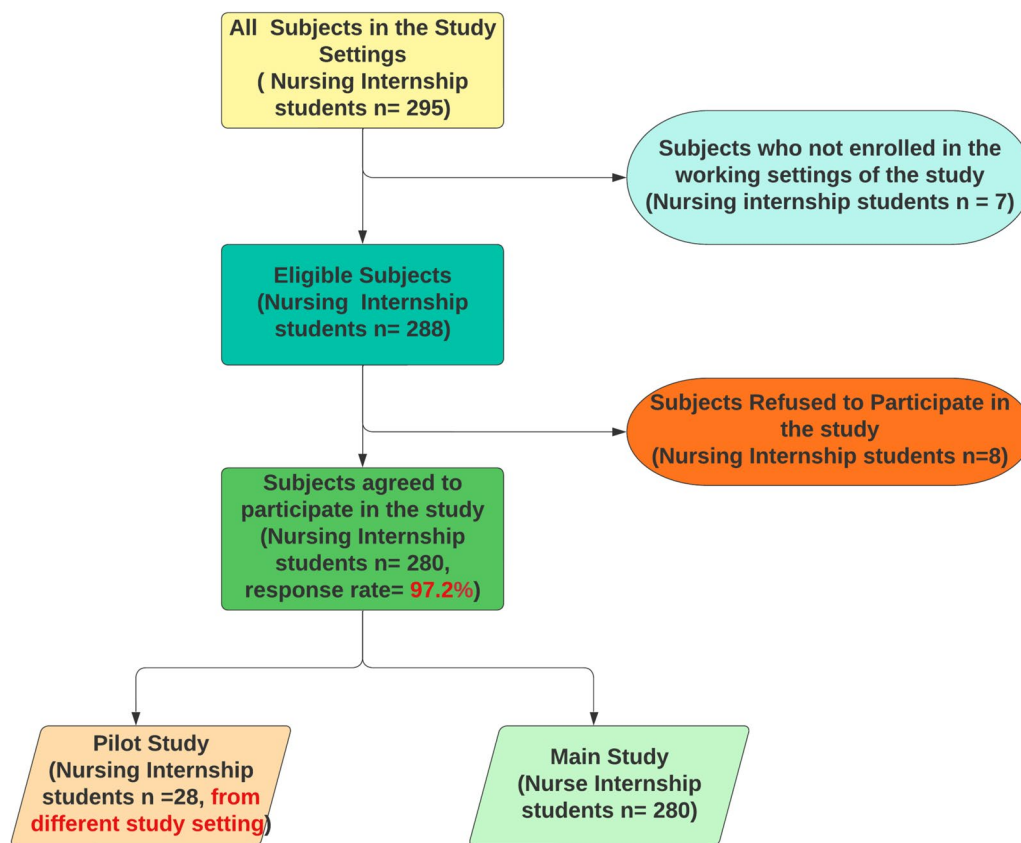 All Subjects in the Study
Settings
( Nursing Internship
students n= 295)
Subjects who not enrolled in the
working settings of the study
(Nursing internship students n = 7)
Eligible Subjects
(Nursing Internship
students n= 288)
Subjects Refused to Participate in
the study
(Nursing Internship students n=8)
Subjects agreed to
participate in the study
(Nursing Internship
students n= 280,
response rate= 97.2%)
Pilot Study
(Nursing Internship
students n =28, from
different study setting)
Main Study
(Nurse Internship
students n= 280)